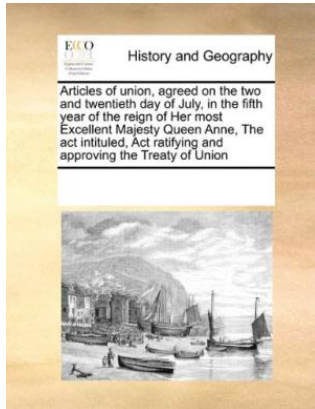 ECCO
History and Geography
Articles of union, agreed on the two
and twentieth day of July, in the fifth
year of the reign of Her most
Excellent Majesty Queen Anne, The
act intituled, Act ratifying and
approving the Treaty of Union